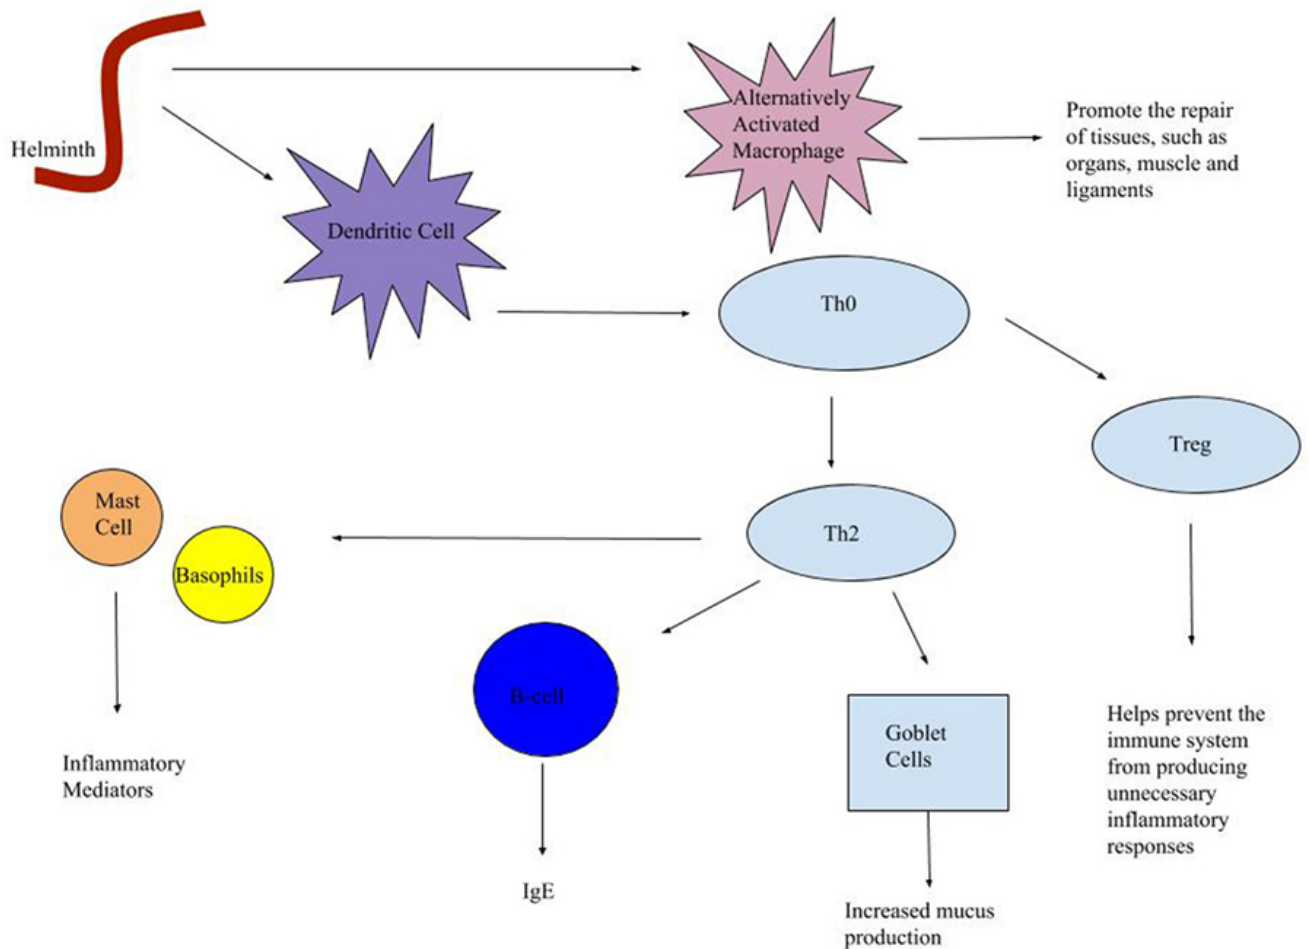 Helminth
Alternatively
Activated
Macrophage
Promote the repair
of tissues, such as
organs, muscle and
ligaments
Dendritic Cell
Th0
Treg
Mast
Cell
Basophils
Th2
B-cell
Goblet
Cells
Inflammatory
Mediators
IgE
Increased mucus
production
Helps prevent the
immune system
from producing
unnecessary
inflammatory
responses